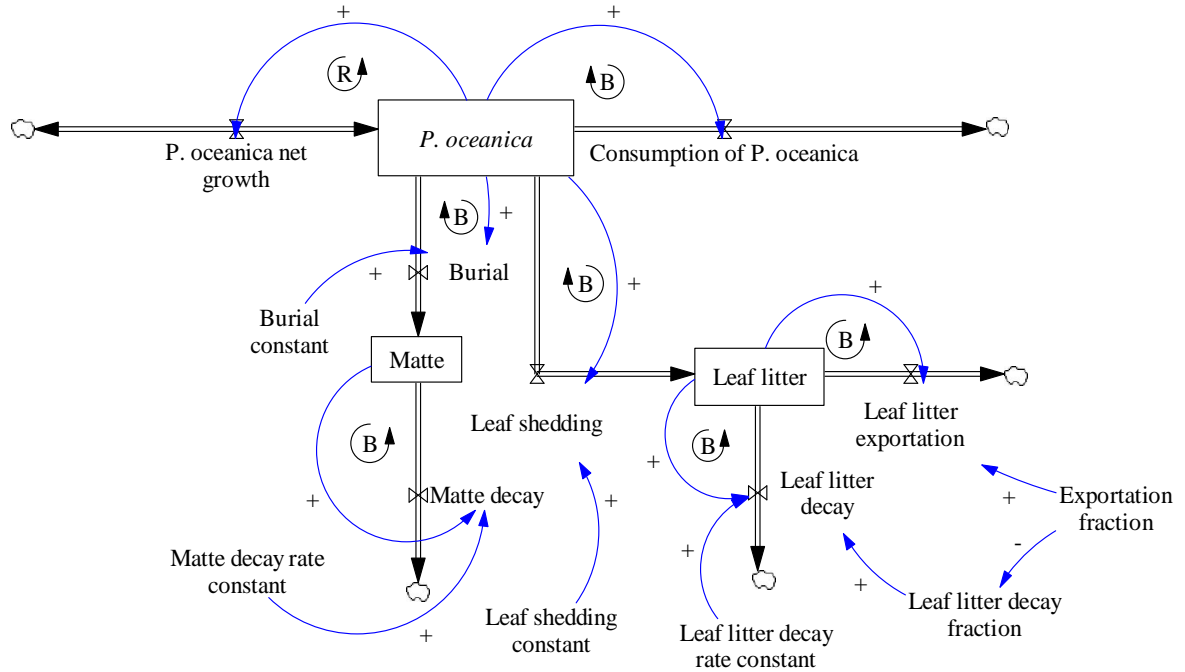 +
+
R
B
P. oceanica
P. oceanica net
growth
Consumption of P. oceanica
B
+
+
Burial
B
+
+
Burial
constant
B
Matte
Leaf litter
Leaf shedding
Leaf litter
exportation
B
B
+
+
Matte decay
+
Leaf litter
decay
+
Exportation
fraction
Matte decay rate
constant
+
-
+
Leaf shedding
constant
Leaf litter decay
fraction
+
Leaf litter decay
rate constant